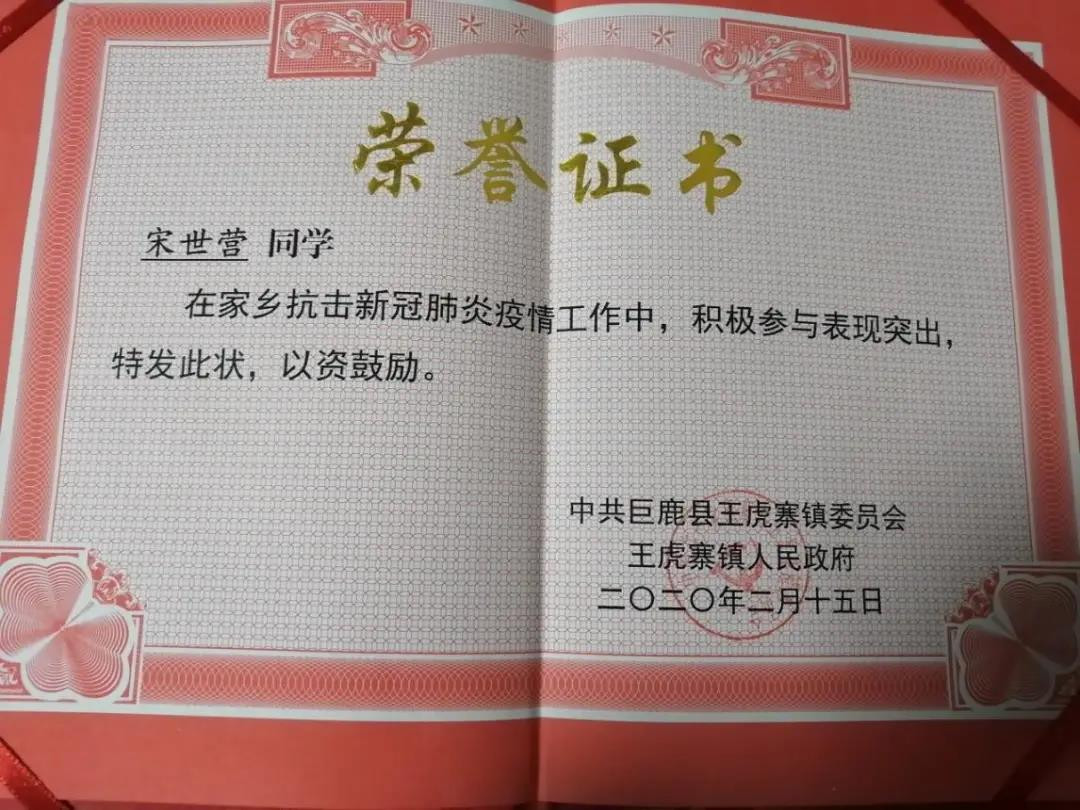 荣誉证书
宋世营 同学
在家乡抗击新冠肺炎疫情工作中，积极参与表现突出，
特发此状，以资鼓励。
中共巨鹿县王虎寨镇委员会
王虎寨镇人民政府
二〇二〇年二月十五日